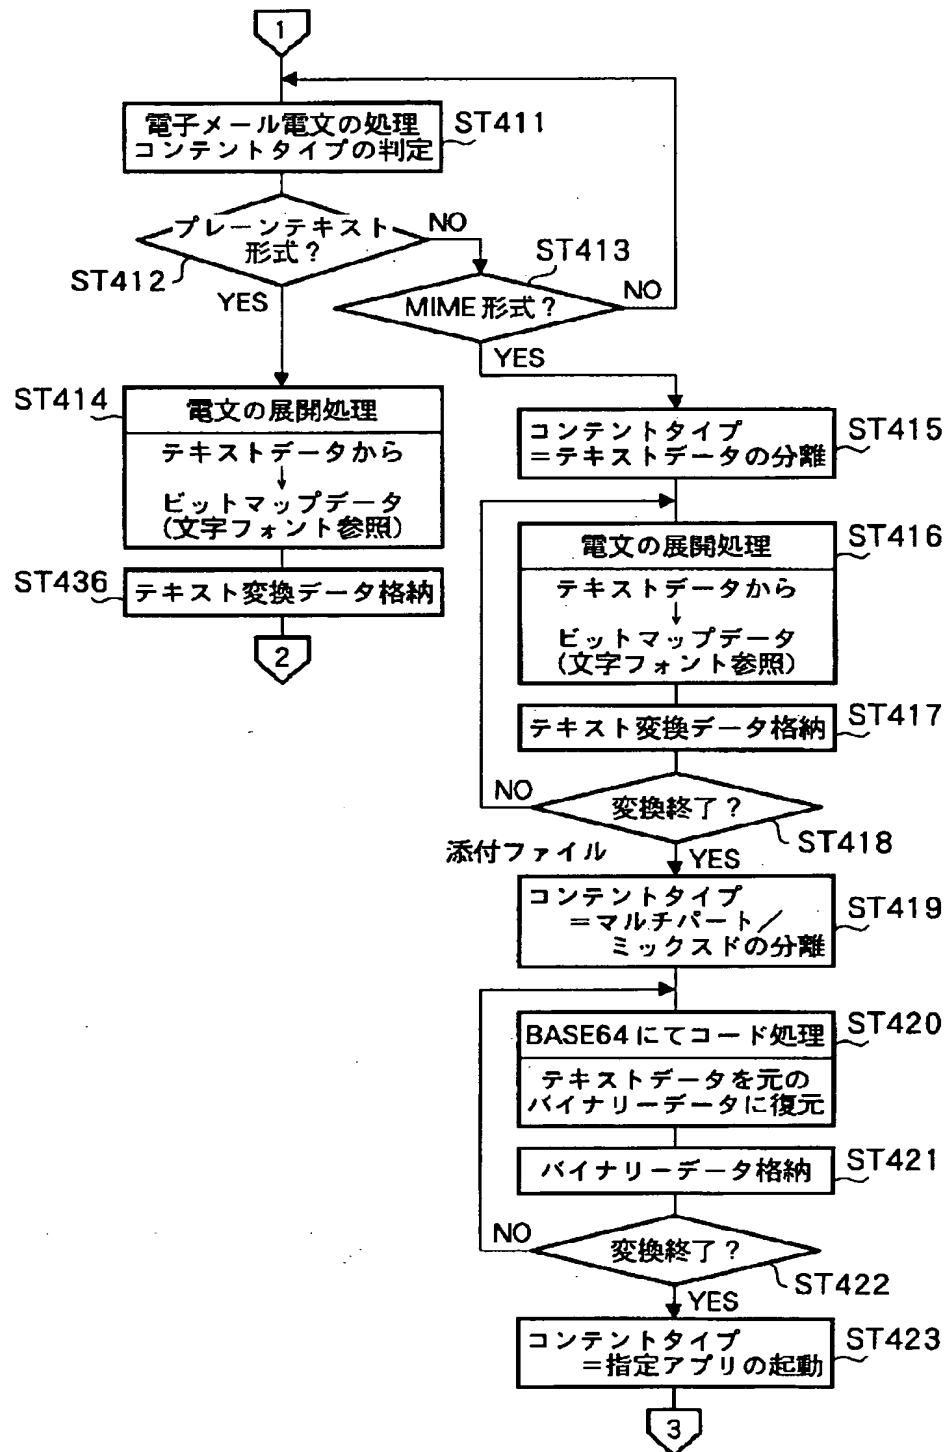 1
電子メール電文の処理
コンテントタイプの判定
ST411
プレーンテキスト
形式?
NO
ST412
YES
ST413
MIME形式?
NO
YES
ST414
電文の展開処理
テキストデータから
↓
ビットマップデータ
(文字フォント参照)
ST436
テキスト変換データ格納
2
コンテントタイプ
=テキストデータの分離
ST415
電文の展開処理
ST416
テキストデータから
↓
ビットマップデータ
(文字フォント参照)
テキスト変換データ格納
ST417
NO
変換終了?
ST418
添付ファイル
YES
コンテントタイプ
=マルチパート/
ミックスドの分離
ST419
BASE64にてコード処理
ST420
テキストデータを元の
バイナリーデータに復元
バイナリーデータ格納
ST421
NO
変換終了?
ST422
YES
コンテントタイプ
=指定アプリの起動
ST423
3